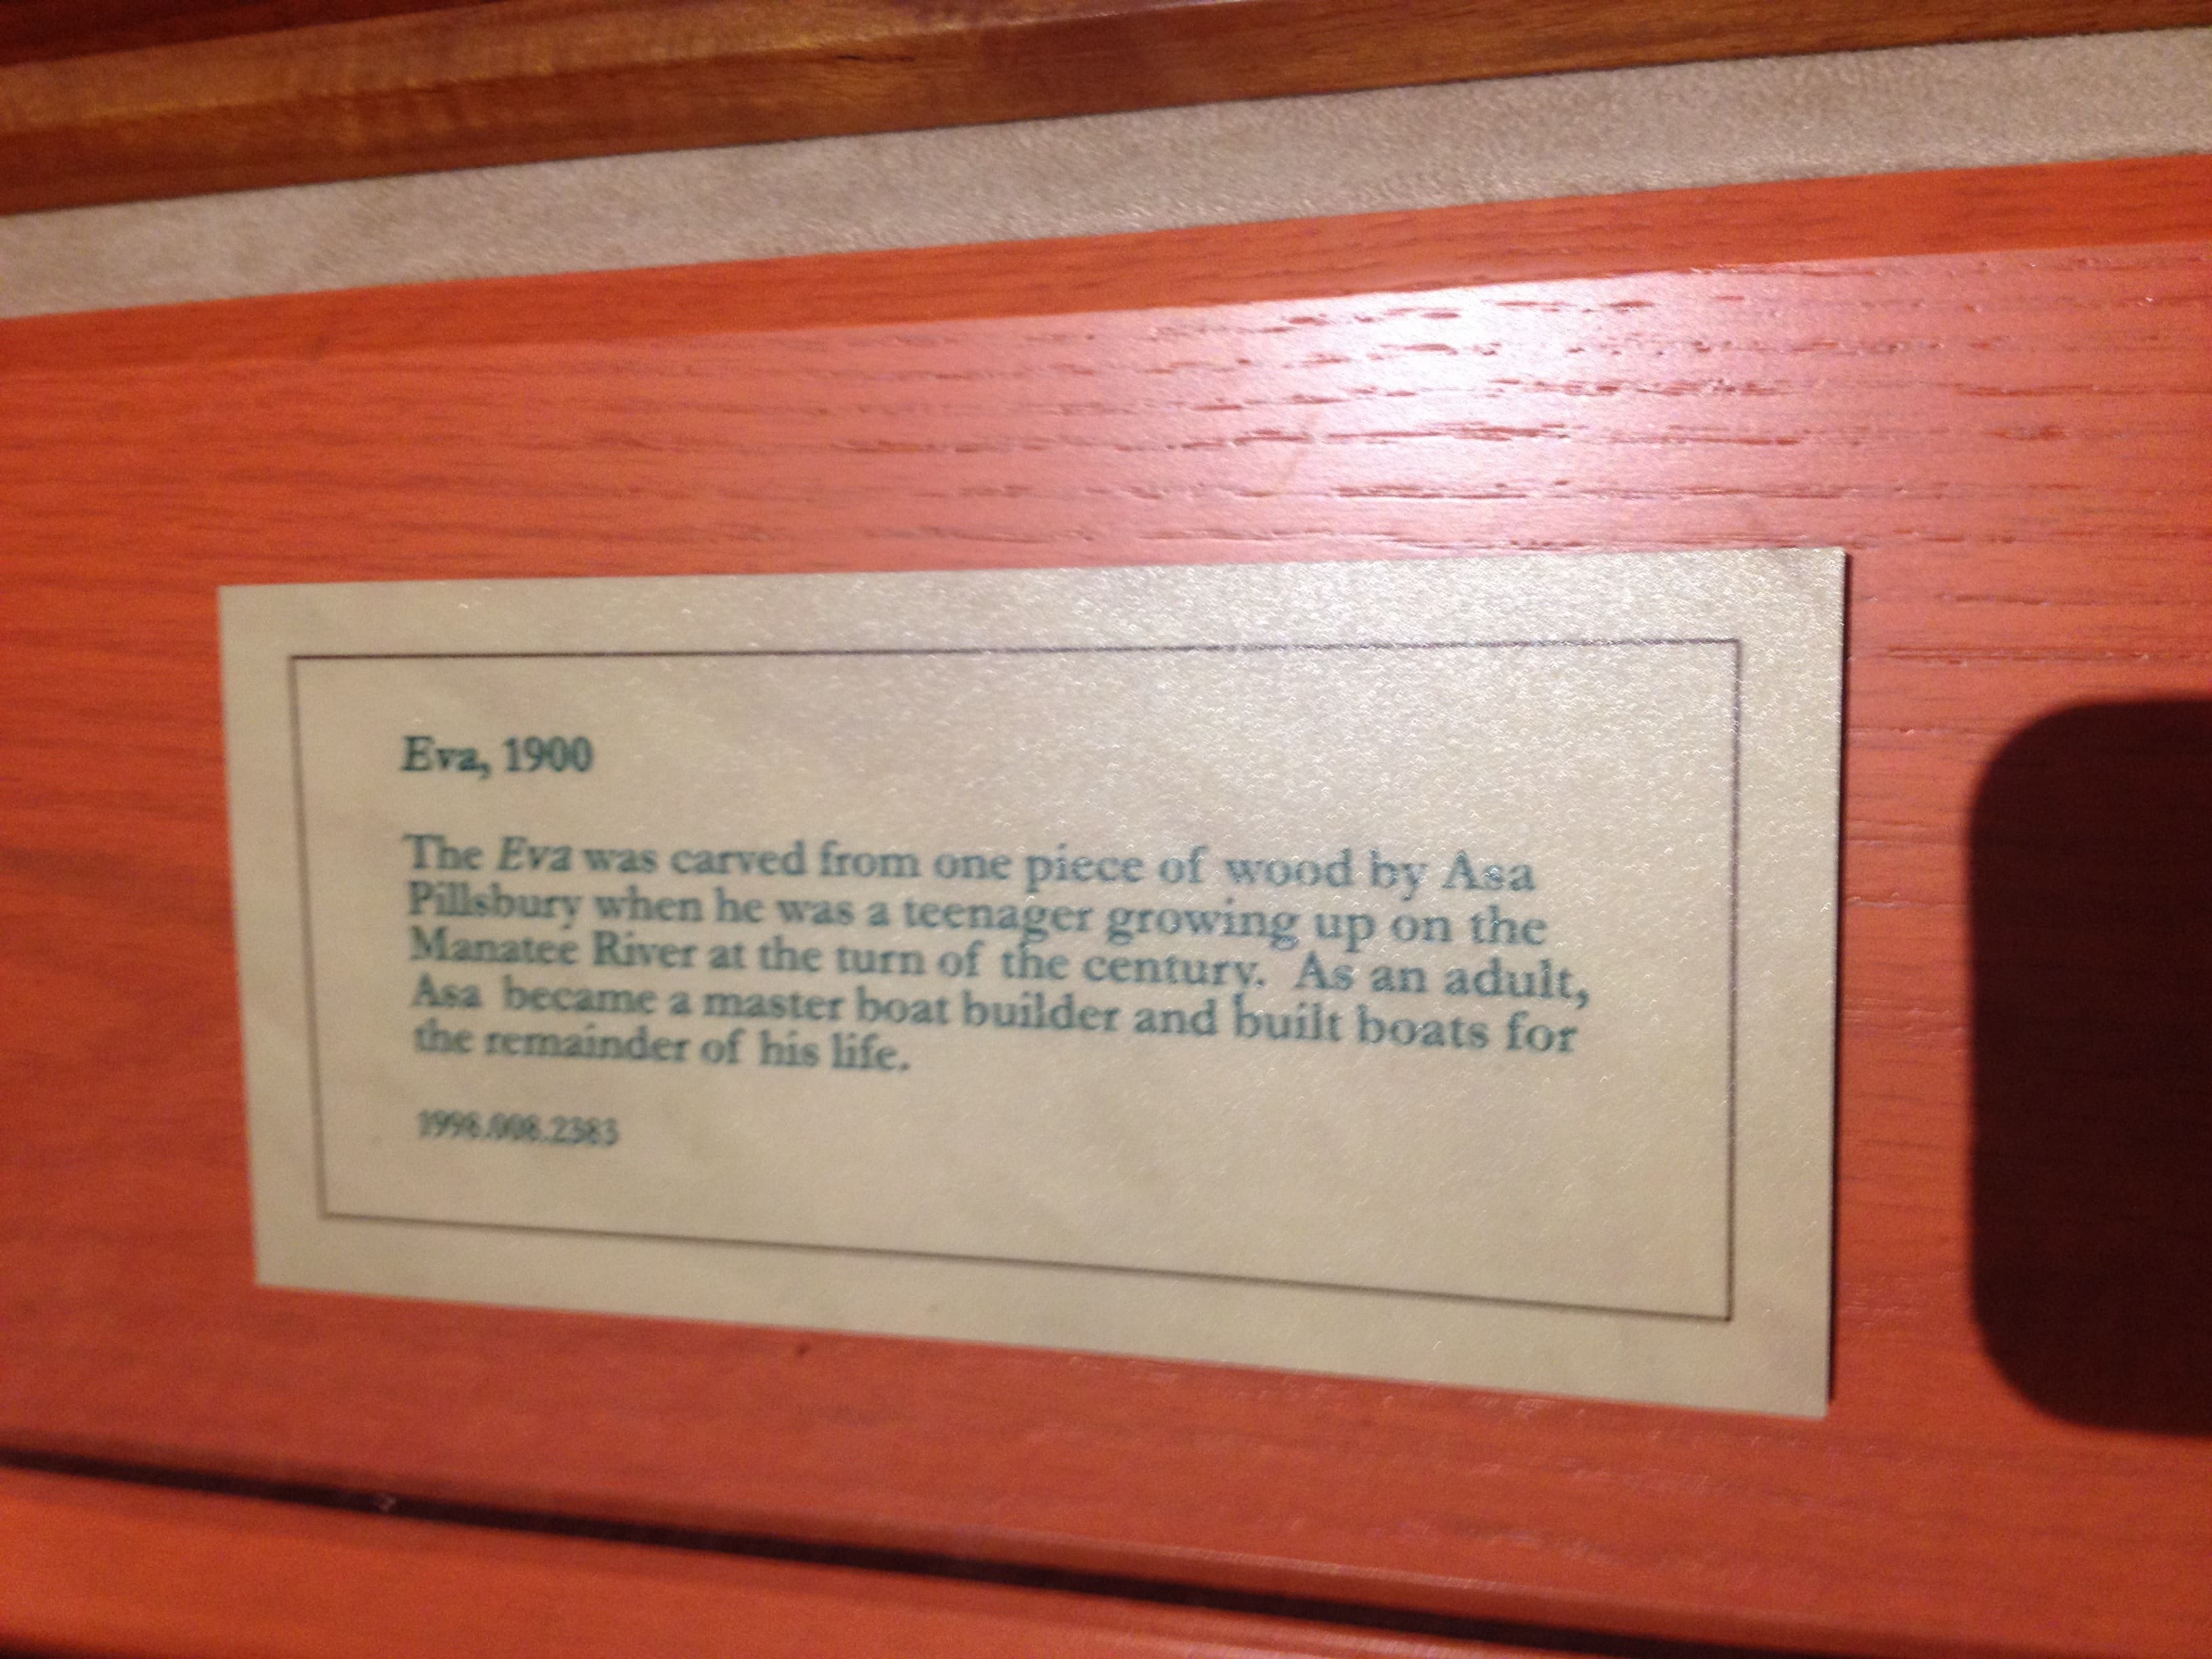 Eva, 1900
The Eva was carved from one piece of wood by Asa
Pillsbury when he was a teenager growing up on the
Manatee River at the turn of the century. As an adult,
Asa became a master boat builder and built boats for
the remainder of his life.
1998.008.2383